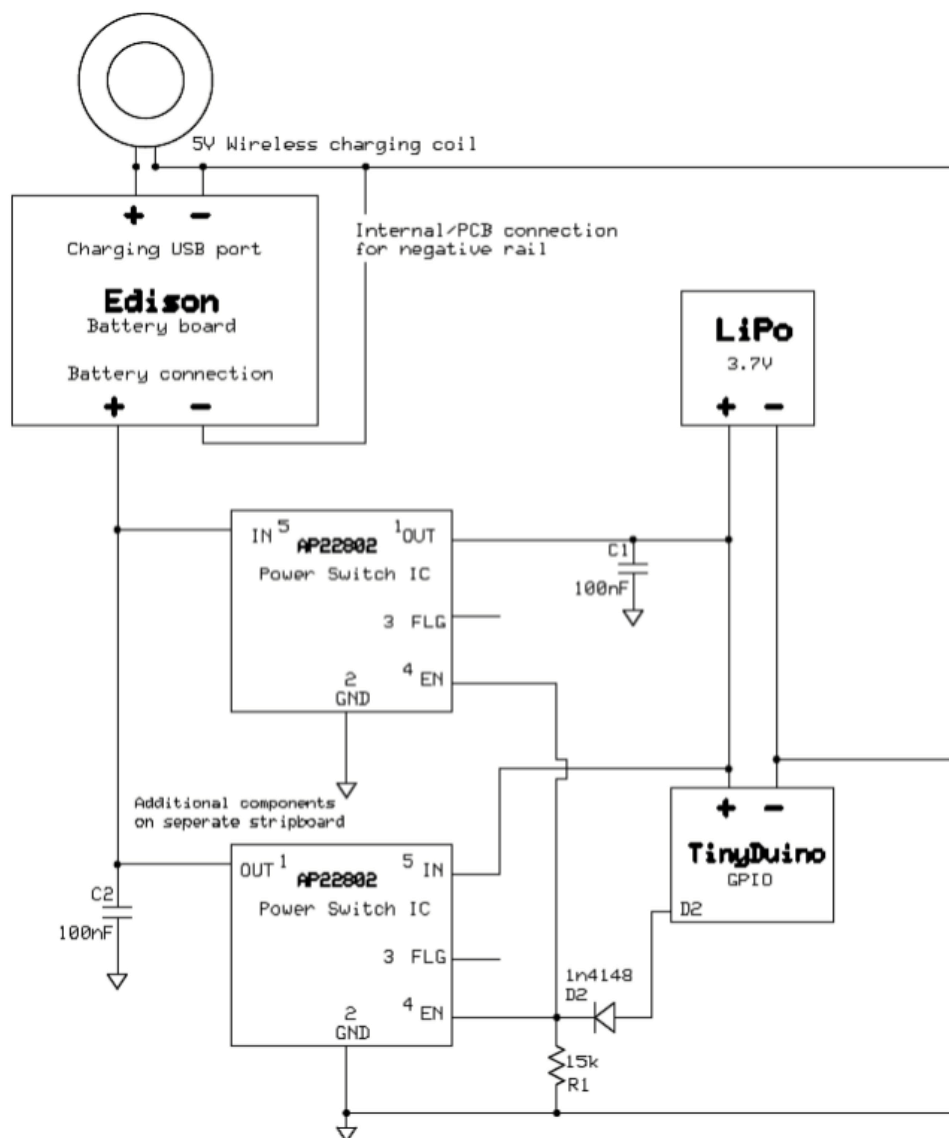 5V Wireless charging coil
+ −
Charging USB port
Edison
Battery board
Battery connection
+ −
Internal/PCB connection
for negative rail
LiPo
3.7V
+ −
IN 5 1 OUT
AP22802
Power Switch IC
3 FLG
4 EN
2
GND
C1
100nF
Additional components
on seperate stripboard
OUT 1 5 IN
AP22802
Power Switch IC
3 FLG
4 EN
2
GND
C2
100nF
+ −
TinyDuino
GPIO
D2
1n4148
D2
15k
R1